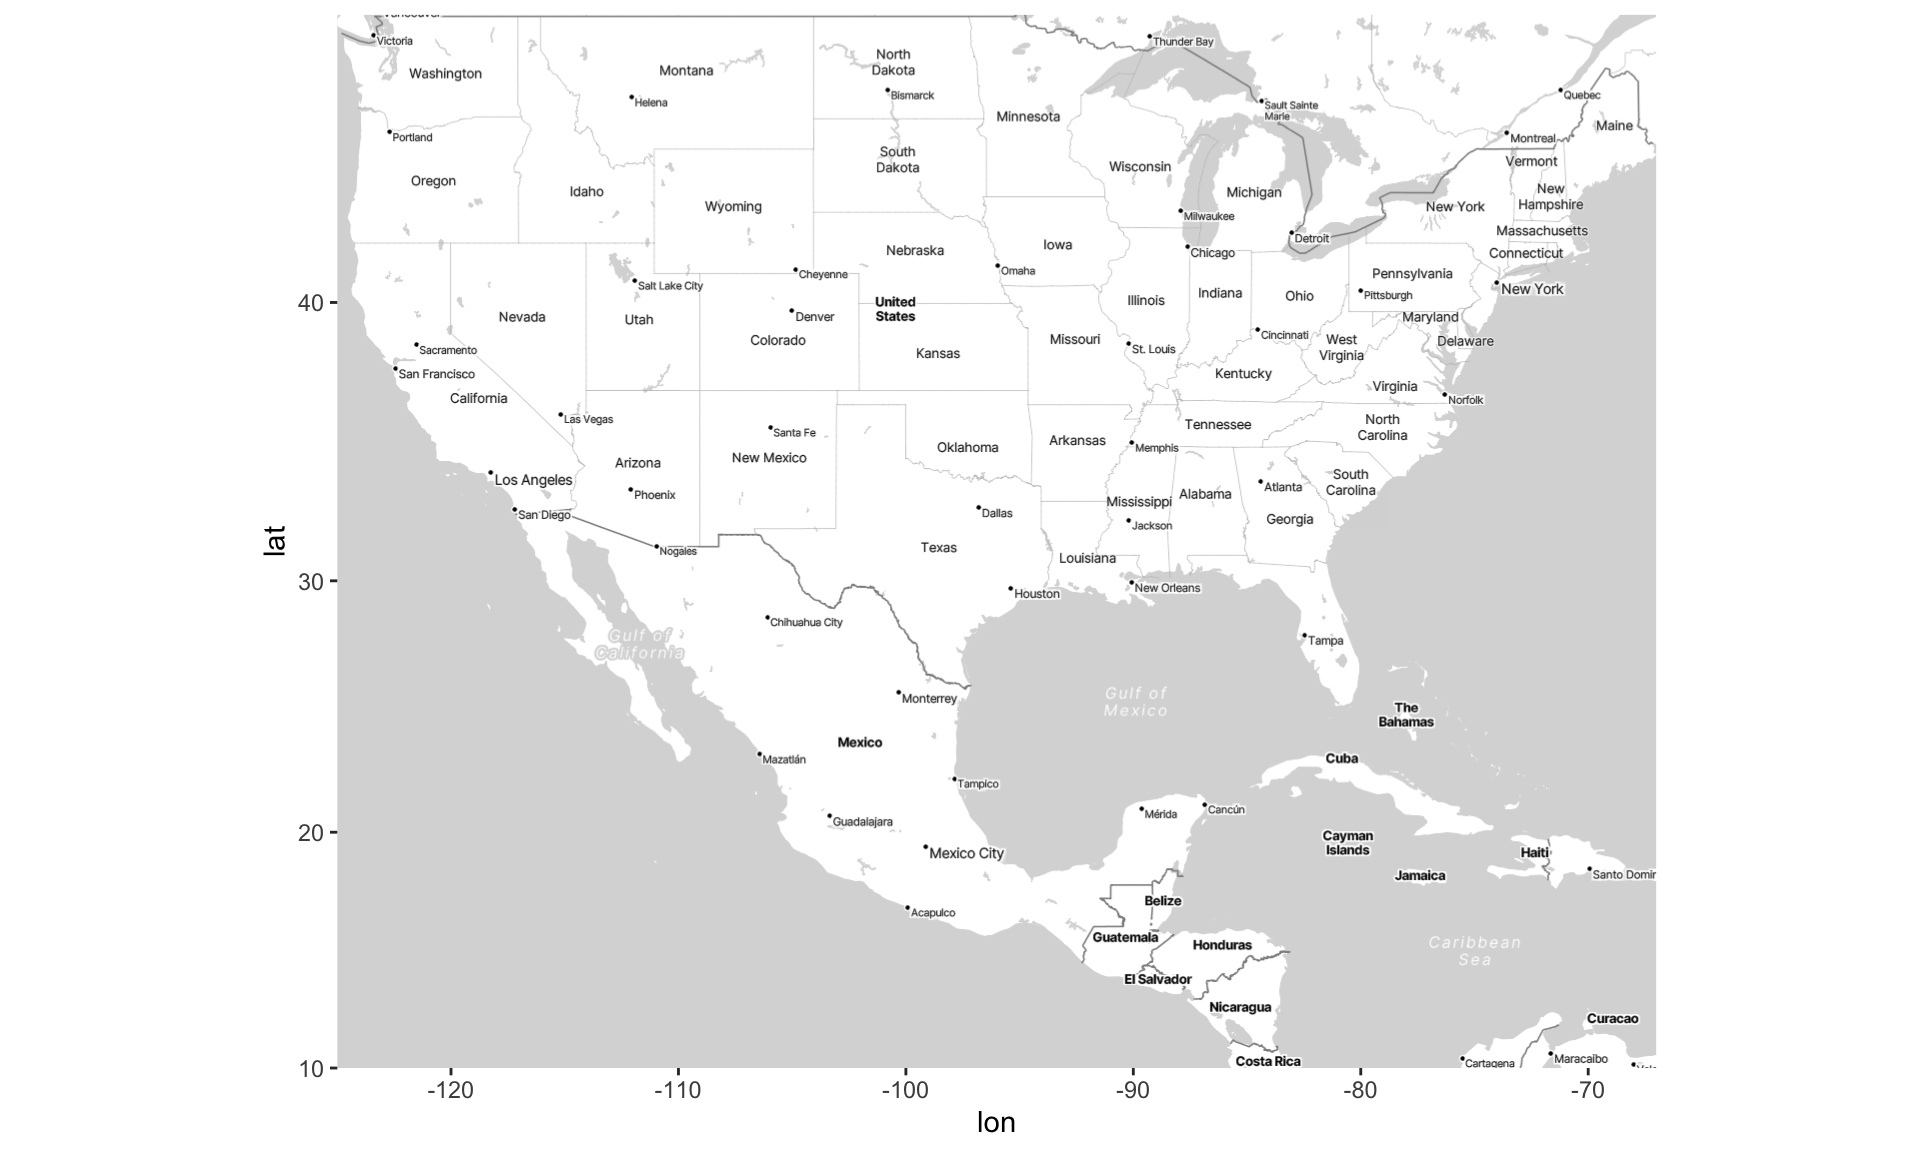 Vancouver
Victoria
Washington
Montana
North
Dakota
Thunder Bay
Helena
Bismarck
Sault Sainte
Marie
Quebec
Minnesota
Maine
Portland
Montreal
South
Dakota
Wisconsin
Vermont
Oregon
Idaho
Michigan
New
Hampshire
Wyoming
New York
Milwaukee
Massachusetts
Detroit
Iowa
Nebraska
Chicago
Connecticut
Omaha
Cheyenne
Pennsylvania
Salt Lake City
New York
Indiana
Ohio
Pittsburgh
Illinois
40
United
States
Nevada
Utah
Denver
Maryland
Colorado
Missouri
Cincinnati
West
Virginia
Delaware
Sacramento
St. Louis
Kansas
San Francisco
Kentucky
Virginia
California
Norfolk
Las Vegas
Santa Fe
Tennessee
North
Carolina
Arkansas
Oklahoma
Memphis
New Mexico
Arizona
Los Angeles
South
Carolina
Phoenix
Alabama
Atlanta
Mississippi
San Diego
Dallas
Jackson
Georgia
lat
Nogales
Texas
Louisiana
30
Houston
New Orleans
Chihuahua City
Gulf of
California
Tampa
Monterrey
Gulf of
Mexico
The
Bahamas
Mexico
Mazatlán
Cuba
Tampico
Mérida
Cancún
Guadalajara
20
Cayman
Islands
Mexico City
Haiti
Jamaica
Santo Domin
Belize
Acapulco
Guatemala
Honduras
Caribbean
Sea
El Salvador
Nicaragua
Curacao
Costa Rica
Cartagena
Maracaibo
10
-120
-110
-100
-90
-80
-70
lon